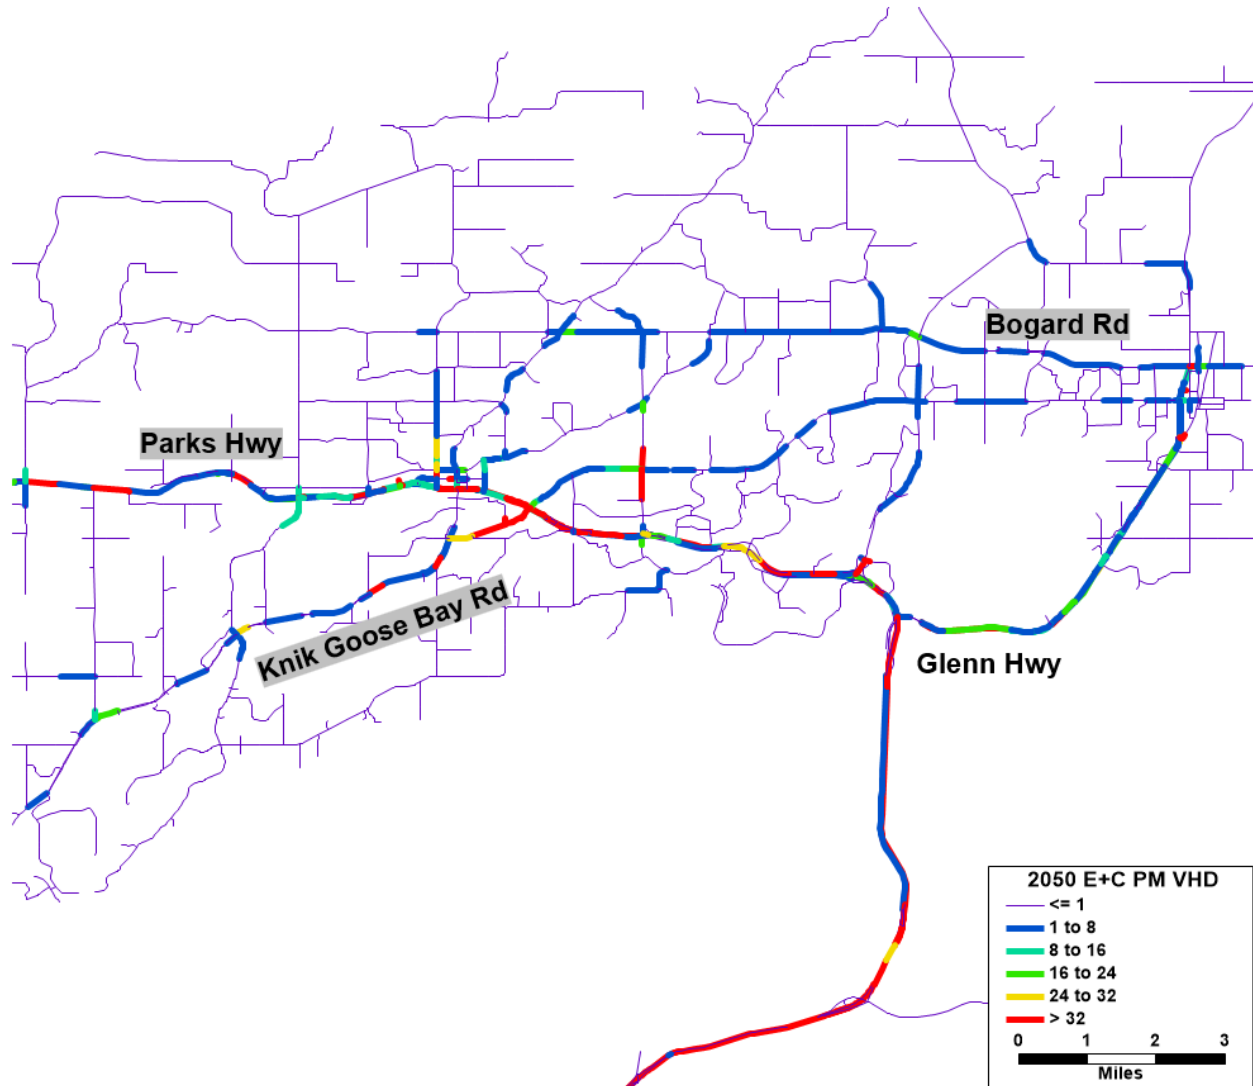 Bogard Rd
Parks Hwy
Knik Goose Bay Rd
Glenn Hwy
2050 E+C PM VHD
<= 1
1 to 8
8 to 16
16 to 24
24 to 32
> 32
0 1 2 3
Miles